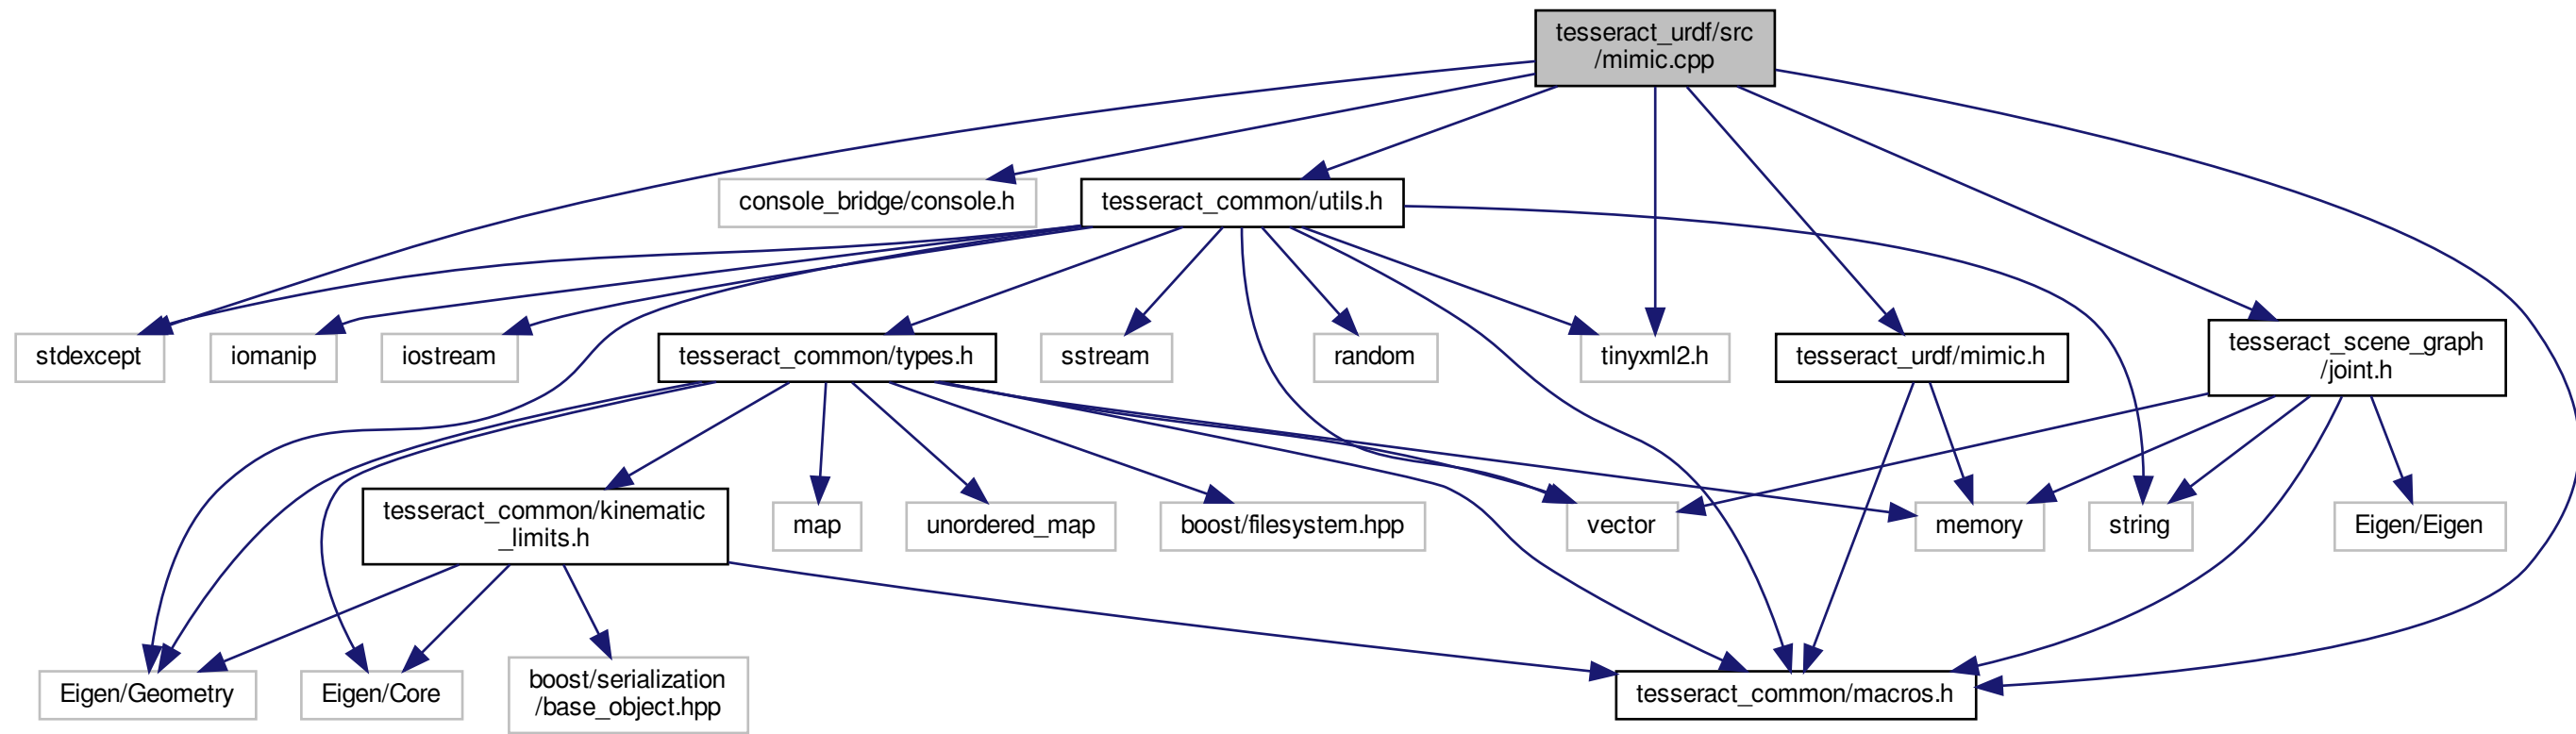 tesseract_urdf/src
/mimic.cpp
console_bridge/console.h
tesseract_common/utils.h
stdexcept
iomanip
iostream
tesseract_common/types.h
sstream
random
tinyxml2.h
tesseract_urdf/mimic.h
tesseract_scene_graph
/joint.h
tesseract_common/kinematic
_limits.h
map
unordered_map
boost/filesystem.hpp
vector
memory
string
Eigen/Eigen
Eigen/Geometry
Eigen/Core
boost/serialization
/base_object.hpp
tesseract_common/macros.h